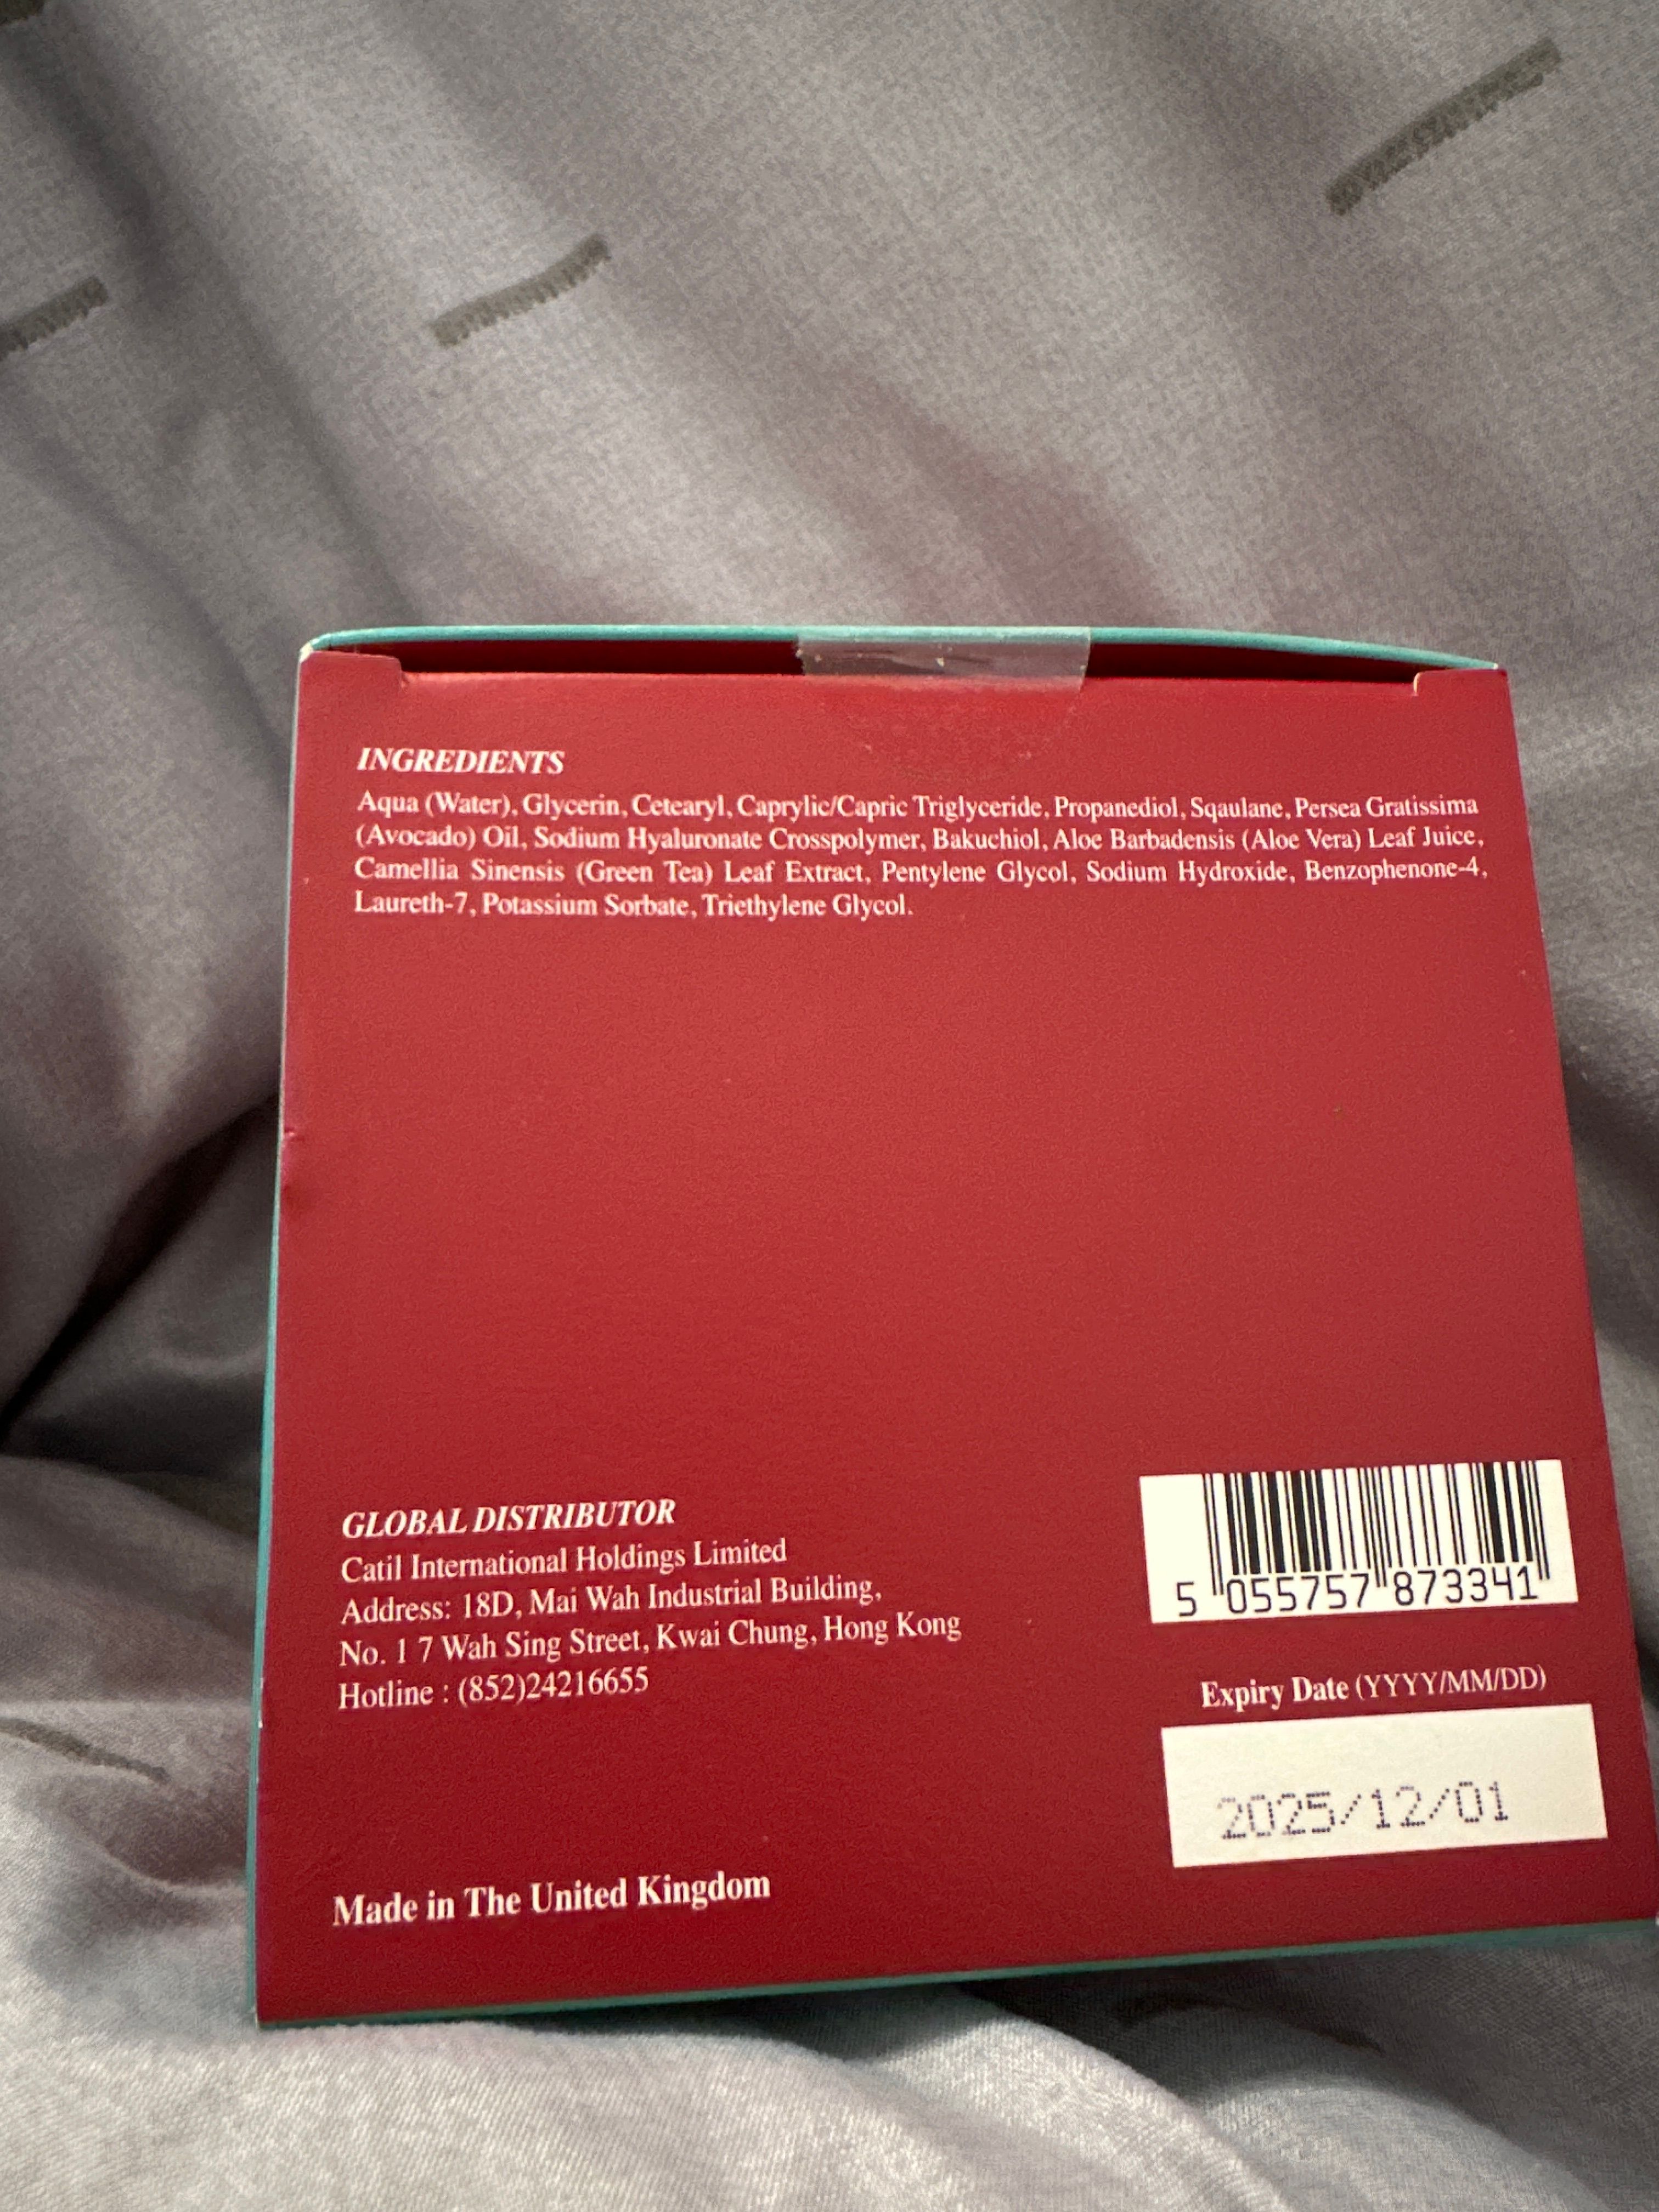 INGREDIENTS
Aqua (Water), Glycerin, Cetearyl, Caprylic/Capric Triglyceride, Propanediol, Sqaulane, Persea Gratissima
(Avocado) Oil, Sodium Hyaluronate Crosspolymer, Bakuchiol, Aloe Barbadensis (Aloe Vera) Leaf Juice,
Camellia Sinensis (Green Tea) Leaf Extract, Pentylene Glycol, Sodium Hydroxide, Benzophenone-4,
Laureth-7, Potassium Sorbate, Triethylene Glycol.
GLOBAL DISTRIBUTOR
Catil International Holdings Limited
Address: 18D, Mai Wah Industrial Building,
No. 1 7 Wah Sing Street, Kwai Chung, Hong Kong
Hotline : (852)24216655
Made in The United Kingdom
5 055757 873341
Expiry Date (YYYY/MM/DD)
2025/12/01